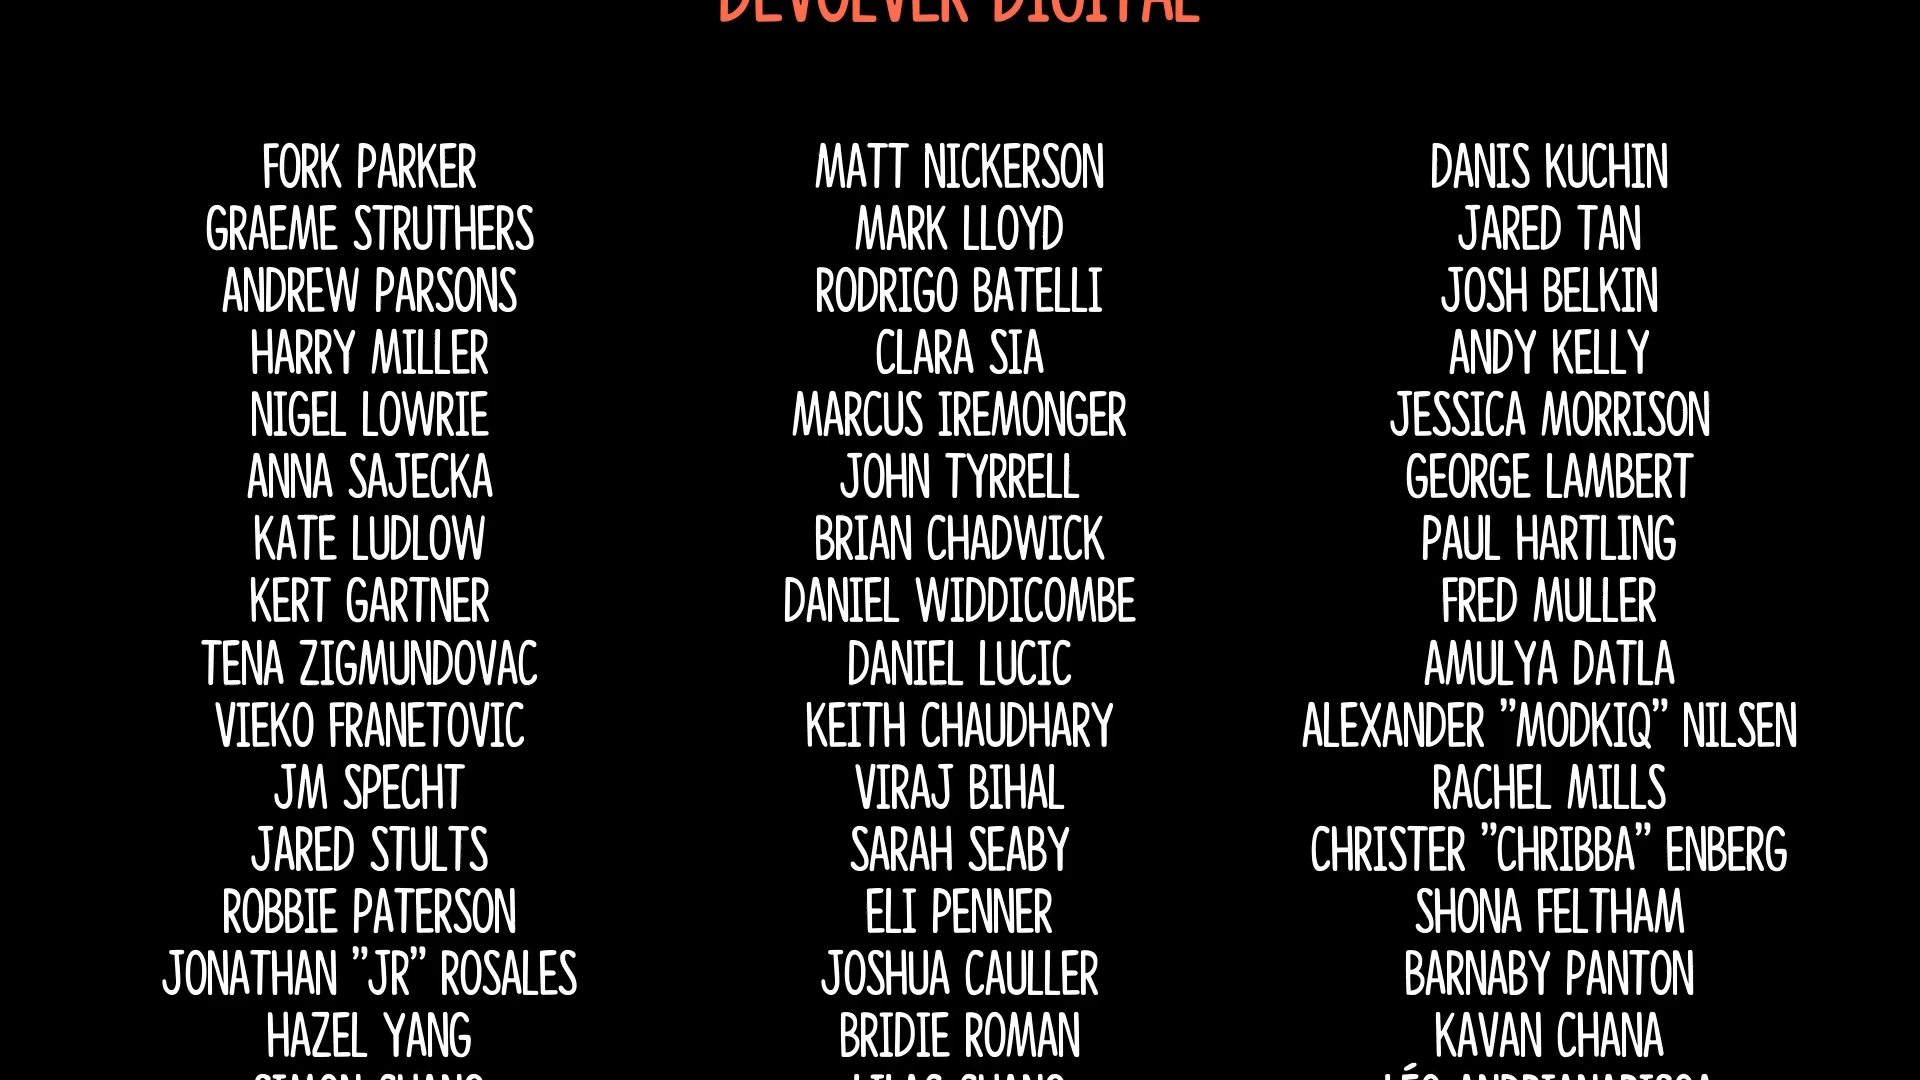 DEVOLVER DIGITAL
FORK PARKER
GRAEME STRUTHERS
ANDREW PARSONS
HARRY MILLER
NIGEL LOWRIE
ANNA SAJECKA
KATE LUDLOW
KERT GARTNER
TENA ZIGMUNDOVAC
VIEKO FRANETOVIC
JM SPECHT
JARED STULTS
ROBBIE PATERSON
JONATHAN "JR" ROSALES
HAZEL YANG
MATT NICKERSON
MARK LLOYD
RODRIGO BATELLI
CLARA SIA
MARCUS IREMONGER
JOHN TYRRELL
BRIAN CHADWICK
DANIEL WIDDICOMBE
DANIEL LUCIC
KEITH CHAUDHARY
VIRAJ BIHAL
SARAH SEABY
ELI PENNER
JOSHUA CAULLER
BRIDIE ROMAN
DANIS KUCHIN
JARED TAN
JOSH BELKIN
ANDY KELLY
JESSICA MORRISON
GEORGE LAMBERT
PAUL HARTLING
FRED MULLER
AMULYA DATLA
ALEXANDER "MODKIQ" NILSEN
RACHEL MILLS
CHRISTER "CHRIBBA" ENBERG
SHONA FELTHAM
BARNABY PANTON
KAVAN CHANA